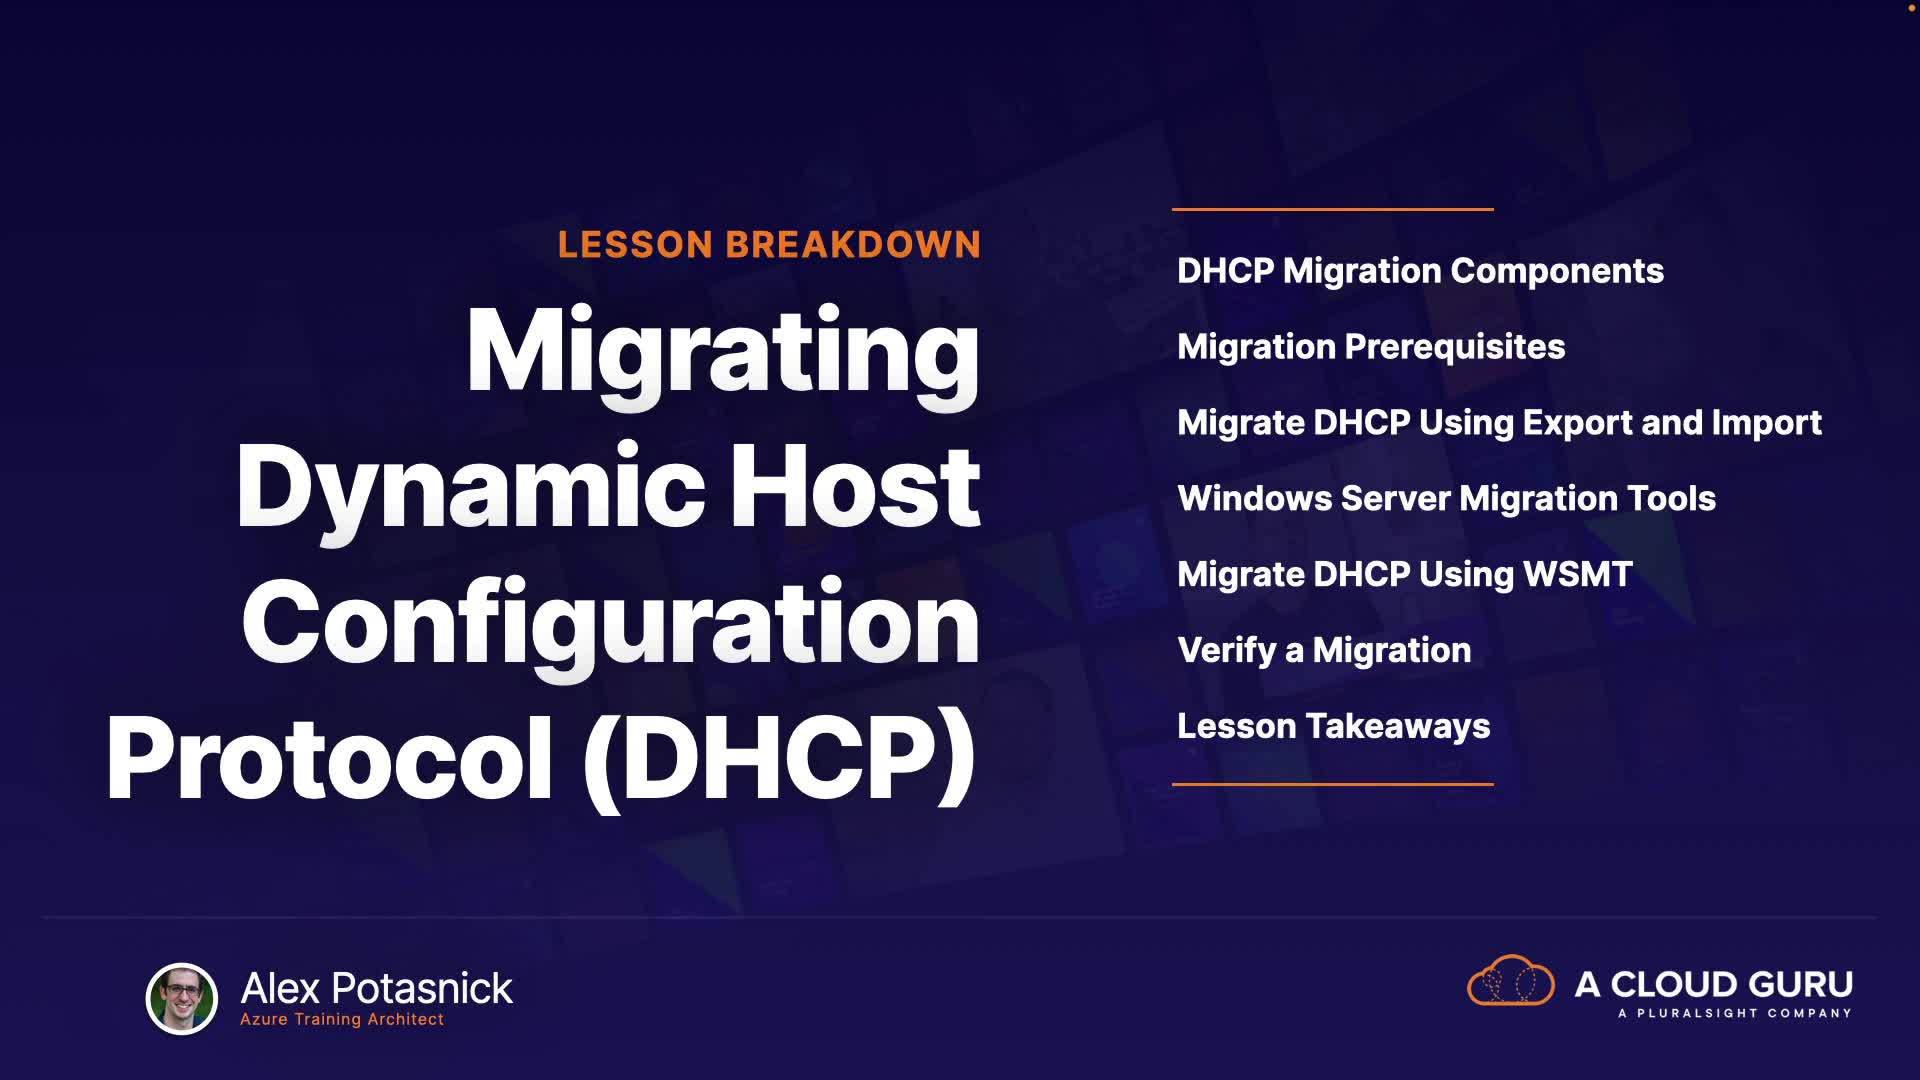 LESSON BREAKDOWN
Migrating
Dynamic Host
Configuration
Protocol (DHCP)
DHCP Migration Components
Migration Prerequisites
Migrate DHCP Using Export and Import
Windows Server Migration Tools
Migrate DHCP Using WSMT
Verify a Migration
Lesson Takeaways
Alex Potasnick
Azure Training Architect
A CLOUD GURU
A PLURALSIGHT COMPANY